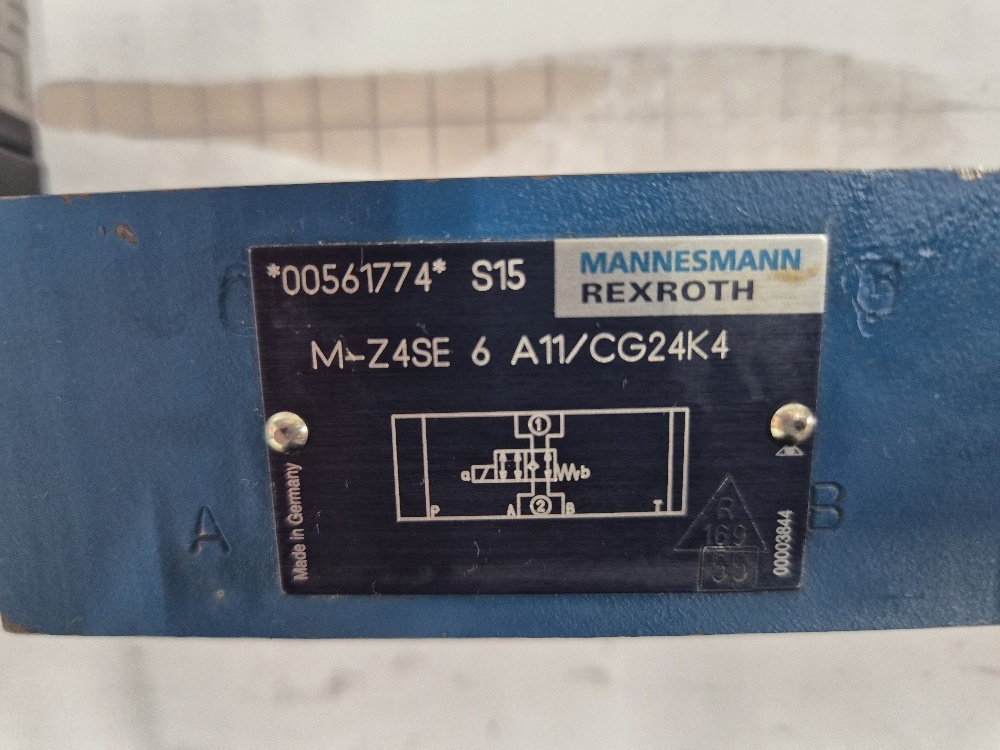 *00561774* S15
MANNESMANN
REXROTH
M-Z4SE 6 A11/CG24K4
1
a b
P A 2 B T
Made in Germany
R
169
55
00003844
A
B
B